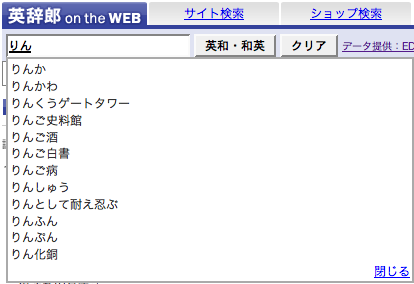 英辞郎 on the WEB サイト検索 ショップ検索
りん 英和・和英 クリア データ提供：ED
りんか
りんかわ
りんくうゲートタワー
りんご史料館
りんご酒
りんご白書
りんご病
りんしゅう
りんとして耐え忍ぶ
りんふん
りんぷん
りん化銅
閉じる